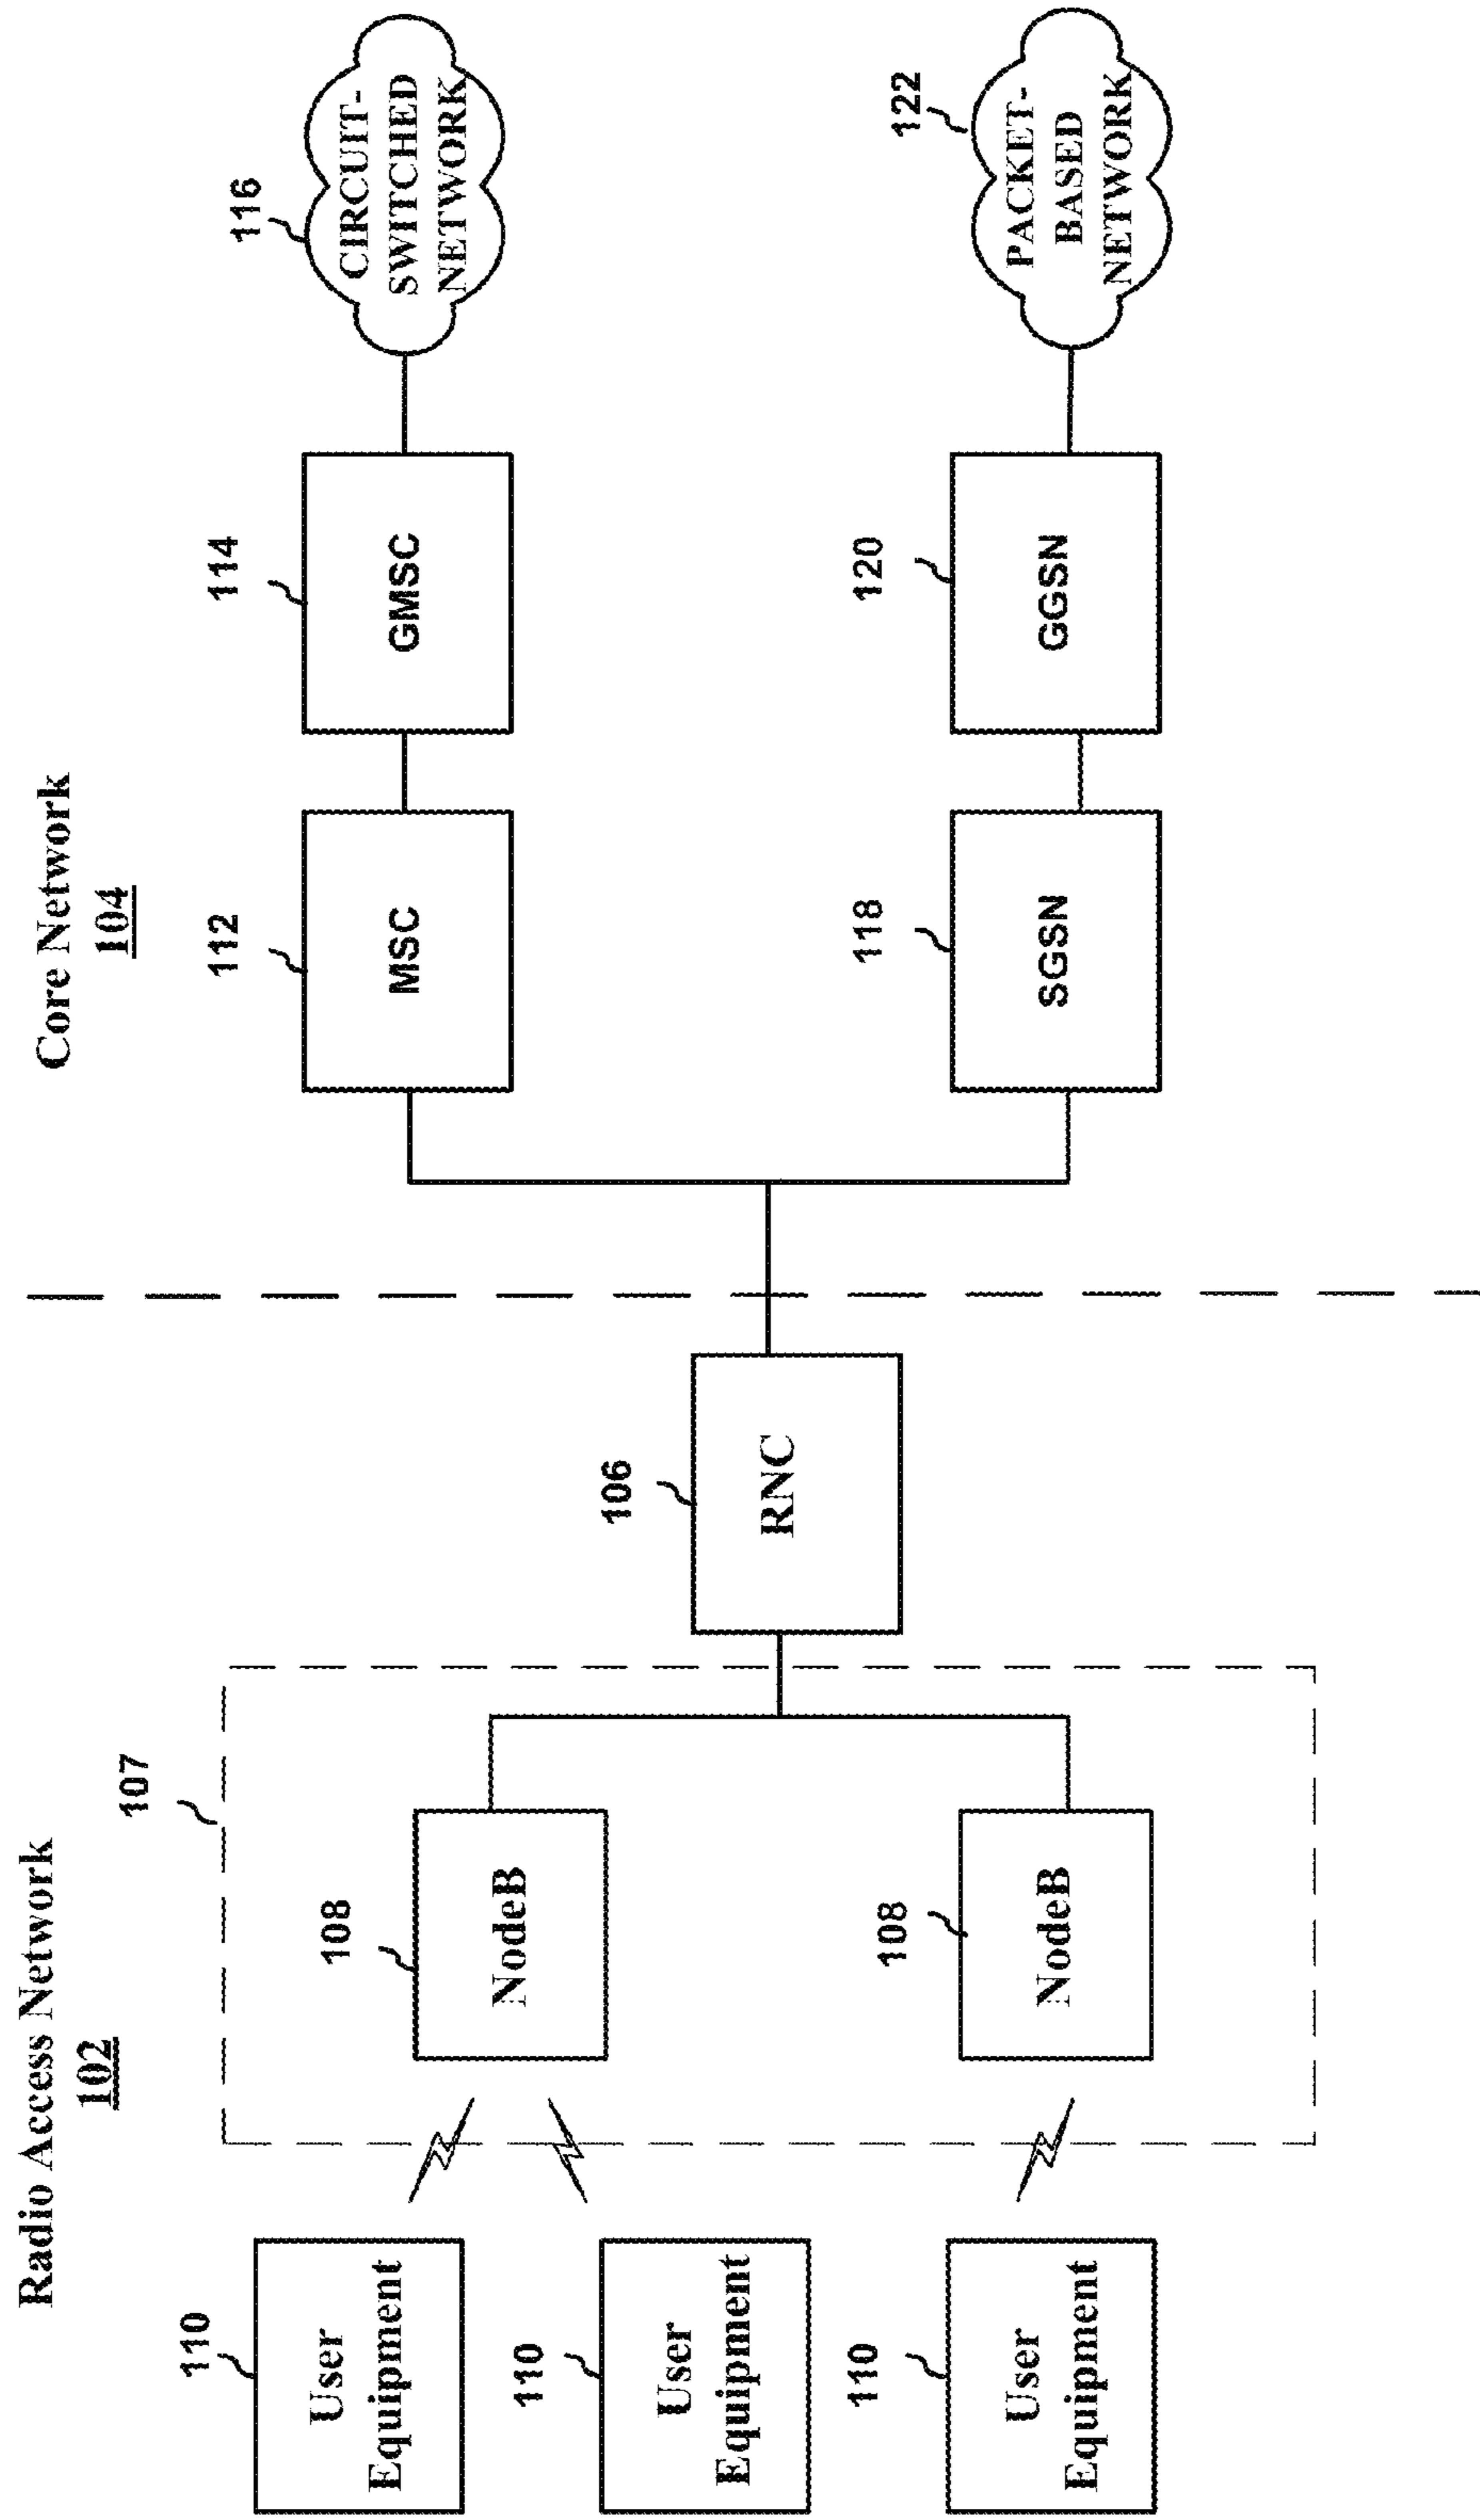 Radio Access Network
102
Core Network
104
107
110
User
Equipment
110
User
Equipment
110
User
Equipment
108
NodeB
108
NodeB
106
RNC
112
MSC
114
GMSC
116
CIRCUIT-
SWITCHED
NETWORK
118
SGSN
120
GGSN
122
PACKET-
BASED
NETWORK